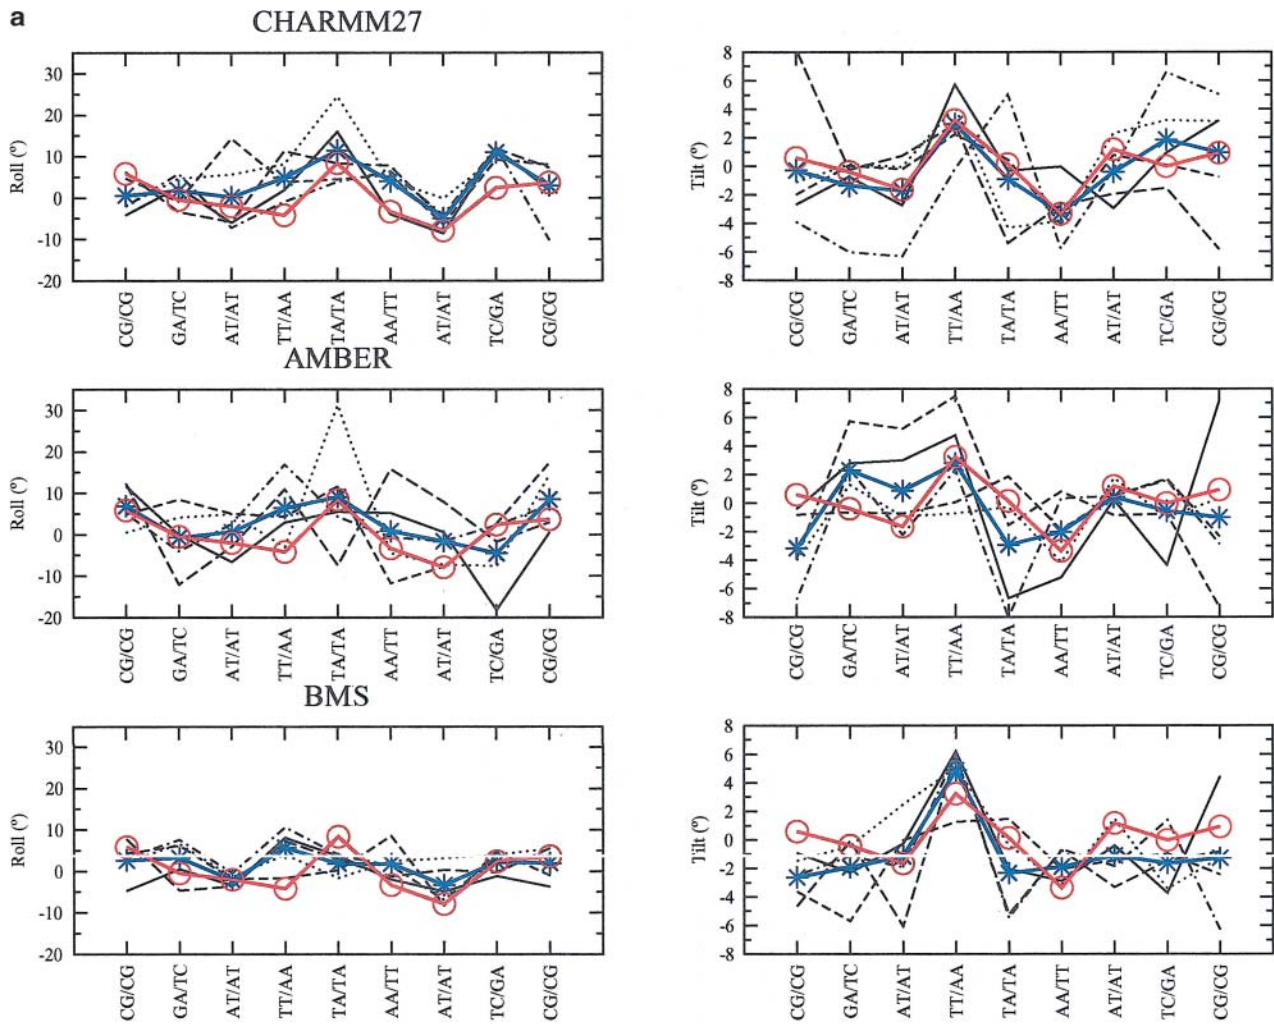 a
CHARMM27
Roll (°)
30
20
10
0
-10
-20
CG/CG
GA/TC
AT/AT
TT/AA
TA/TA
AA/TT
AT/AT
TC/GA
CG/CG
Tilt (°)
8
6
4
2
0
-2
-4
-6
-8
CG/CG
GA/TC
AT/AT
TT/AA
TA/TA
AA/TT
AT/AT
TC/GA
CG/CG
AMBER
Roll (°)
30
20
10
0
-10
-20
CG/CG
GA/TC
AT/AT
TT/AA
TA/TA
AA/TT
AT/AT
TC/GA
CG/CG
Tilt (°)
8
6
4
2
0
-2
-4
-6
-8
CG/CG
GA/TC
AT/AT
TT/AA
TA/TA
AA/TT
AT/AT
TC/GA
CG/CG
BMS
Roll (°)
30
20
10
0
-10
-20
CG/CG
GA/TC
AT/AT
TT/AA
TA/TA
AA/TT
AT/AT
TC/GA
CG/CG
Tilt (°)
8
6
4
2
0
-2
-4
-6
-8
CG/CG
GA/TC
AT/AT
TT/AA
TA/TA
AA/TT
AT/AT
TC/GA
CG/CG